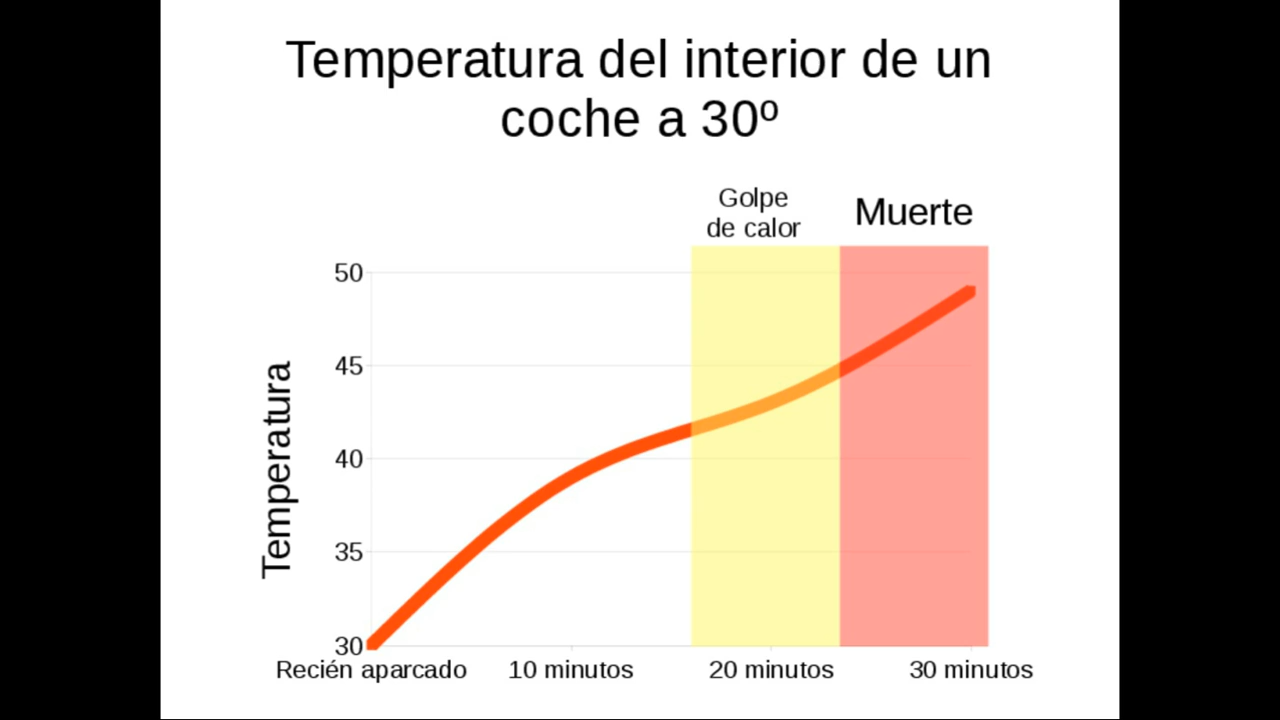 Temperatura del interior de un
coche a 30º
Golpe
de calor
Muerte
50
45
40
35
30
Temperatura
Recién aparcado
10 minutos
20 minutos
30 minutos